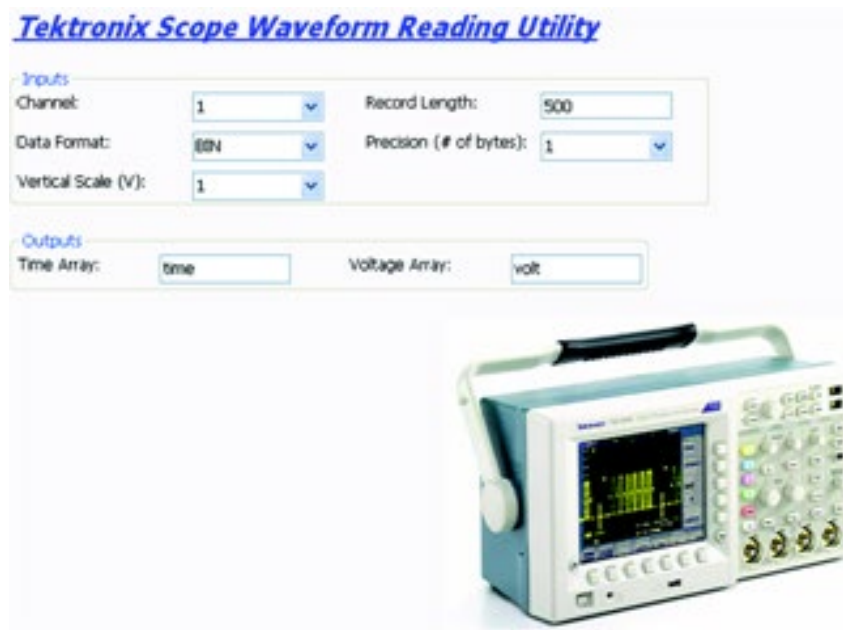 Tektronix Scope Waveform Reading Utility
Inputs
Channel: 1 Record Length: 500
Data Format: BIN Precision (# of bytes): 1
Vertical Scale (V): 1
Outputs
Time Array: time Voltage Array: volt
Tektronix